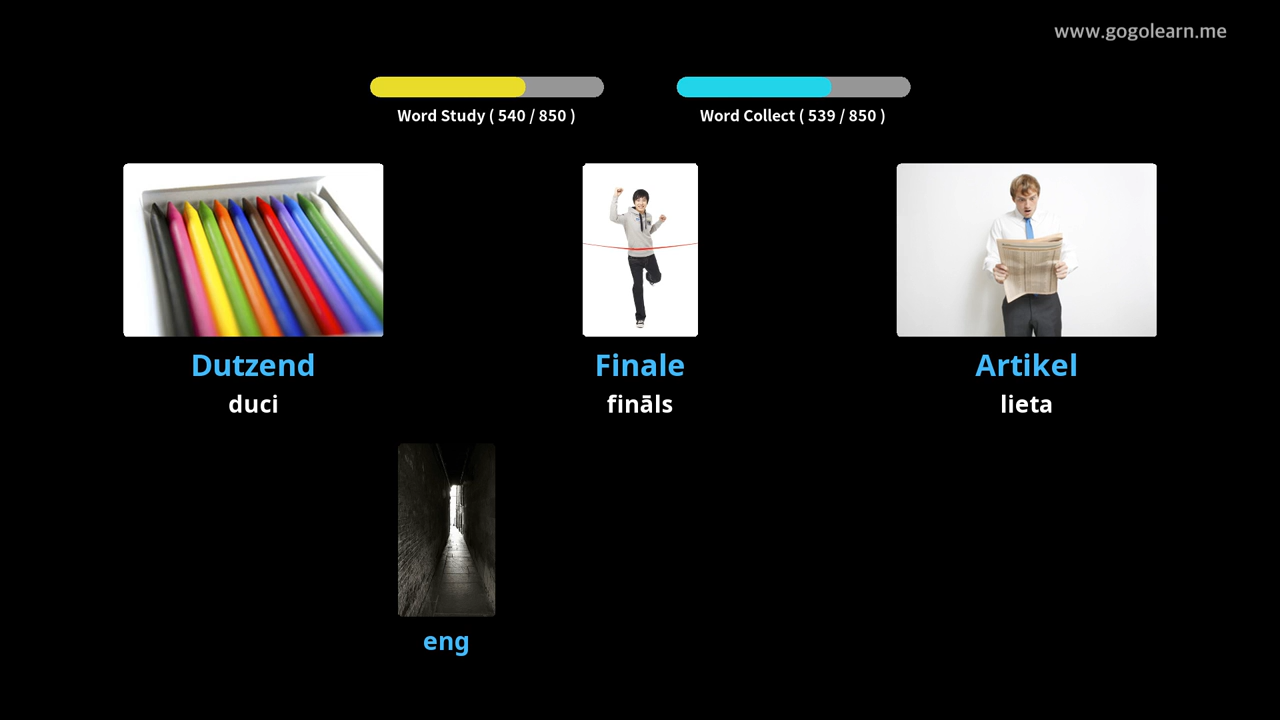 www.gogolearn.me
Word Study ( 540 / 850 )
Word Collect ( 539 / 850 )
Dutzend
Finale
Artikel
duci
fināls
lieta
eng